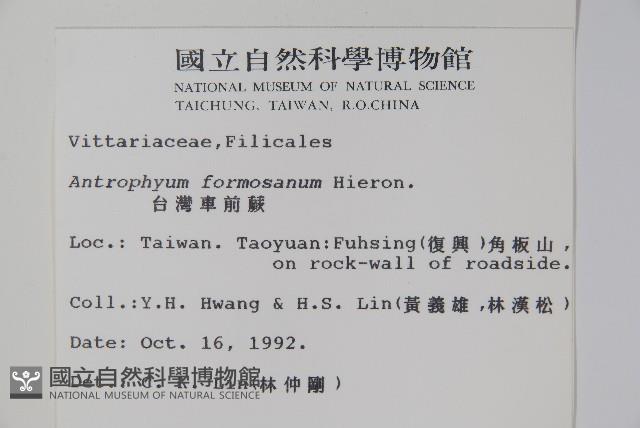 國立自然科學博物館
NATIONAL MUSEUM OF NATURAL SCIENCE
TAICHUNG, TAIWAN, R.O.CHINA
Vittariaceae,Filicales
Antrophyum formosanum Hieron.
台灣車前蕨
Loc.: Taiwan. Taoyuan:Fuhsing(復興)角板山,
on rock-wall of roadside.
Coll.:Y.H. Hwang & H.S. Lin(黃義雄,林漢松)
Date: Oct. 16, 1992.
Det.: C. K. Lin(林仲剛)
國立自然科學博物館
NATIONAL MUSEUM OF NATURAL SCIENCE